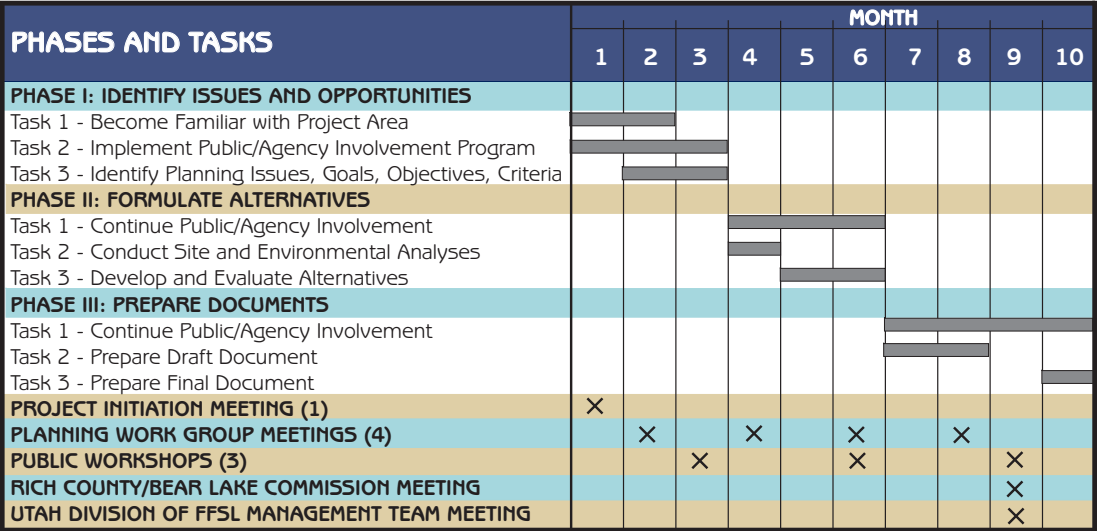 MONTH
PHASES AND TASKS
1 2 3 4 5 6 7 8 9 10
PHASE I: IDENTIFY ISSUES AND OPPORTUNITIES
Task 1 - Become Familiar with Project Area
Task 2 - Implement Public/Agency Involvement Program
Task 3 - Identify Planning Issues, Goals, Objectives, Criteria
PHASE II: FORMULATE ALTERNATIVES
Task 1 - Continue Public/Agency Involvement
Task 2 - Conduct Site and Environmental Analyses
Task 3 - Develop and Evaluate Alternatives
PHASE III: PREPARE DOCUMENTS
Task 1 - Continue Public/Agency Involvement
Task 2 - Prepare Draft Document
Task 3 - Prepare Final Document
PROJECT INITIATION MEETING (1)
PLANNING WORK GROUP MEETINGS (4)
PUBLIC WORKSHOPS (3)
RICH COUNTY/BEAR LAKE COMMISSION MEETING
UTAH DIVISION OF FFSL MANAGEMENT TEAM MEETING